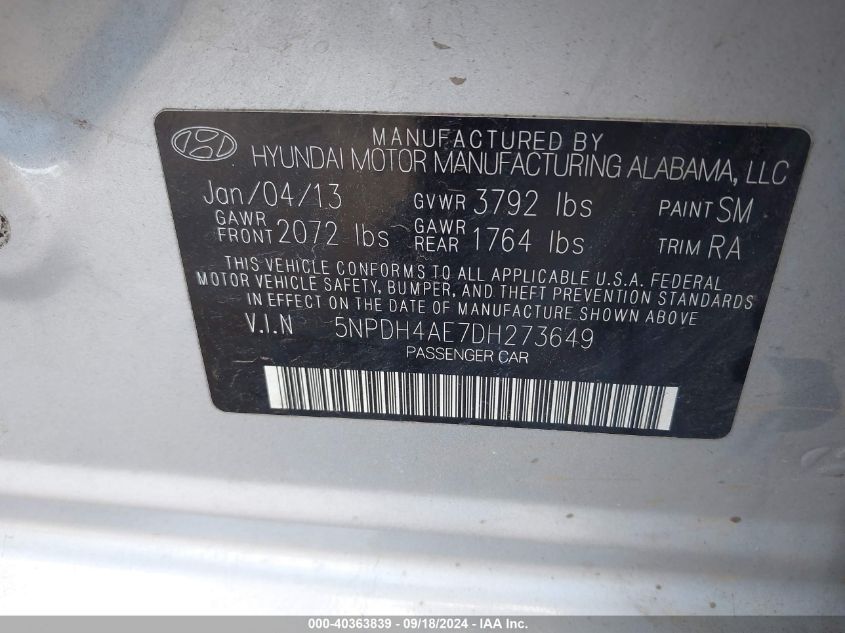 MANUFACTURED BY
HYUNDAI MOTOR MANUFACTURING ALABAMA, LLC
Jan/04/13 GVWR 3792 lbs PAINT SM
GAWR FRONT 2072 lbs GAWR REAR 1764 lbs TRIM RA
THIS VEHICLE CONFORMS TO ALL APPLICABLE U.S.A. FEDERAL
MOTOR VEHICLE SAFETY, BUMPER, AND THEFT PREVENTION STANDARDS
IN EFFECT ON THE DATE OF MANUFACTURE SHOWN ABOVE
V.I.N 5NPDH4AE7DH273649
PASSENGER CAR
000-40363839 - 09/18/2024 - IAA Inc.